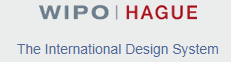 WIPO | HAGUE
The International Design System